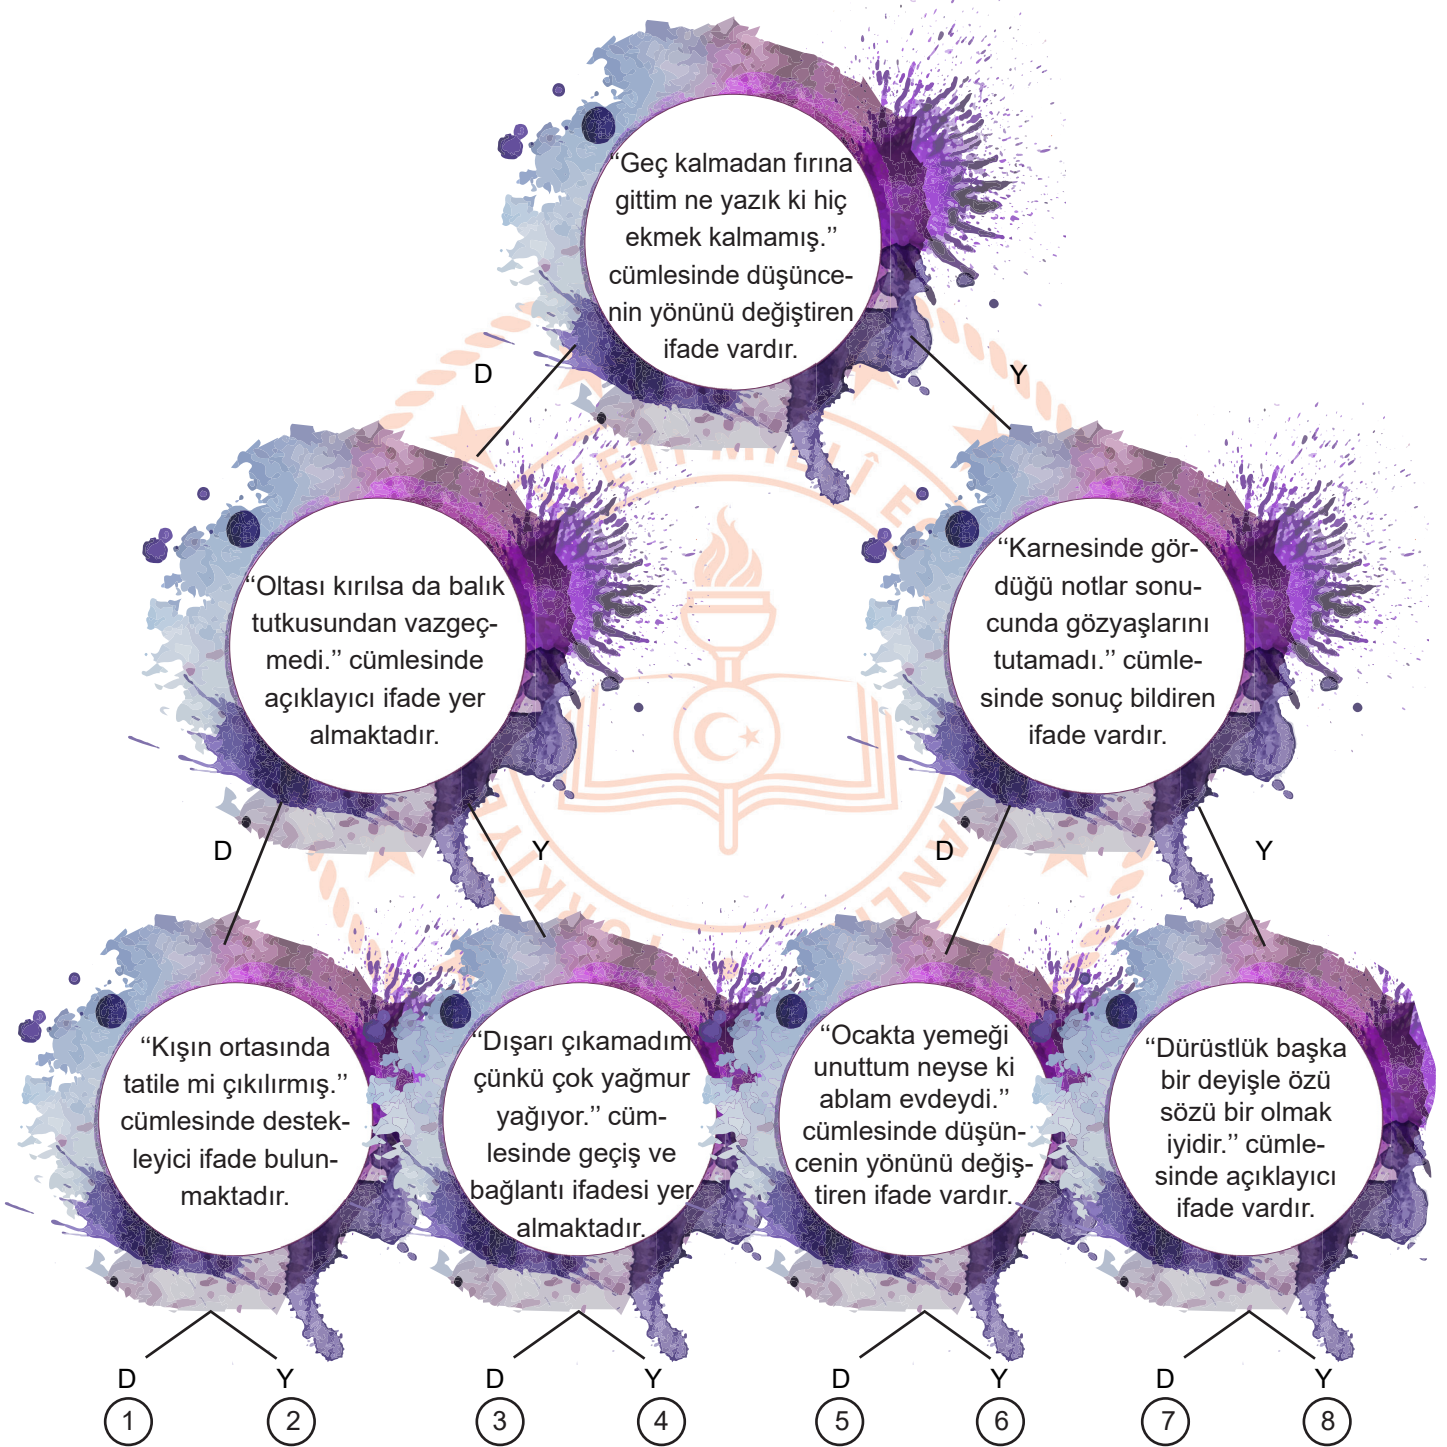 “Geç kalmadan fırına
gittim ne yazık ki hiç
ekmek kalmamış.’’
cümlesinde düşünce-
nin yönünü değiştiren
ifade vardır.
D
Y
“Oltası kırılsa da balık
tutkusundan vazgeç-
medi.’’ cümlesinde
açıklayıcı ifade yer
almaktadır.
“Karnesinde gör-
düğü notlar sonu-
cunda gözyaşlarını
tutamadı.’’ cümle-
sinde sonuç bildiren
ifade vardır.
D
Y
D
Y
“Kışın ortasında
tatile mi çıkılırmış.’’
cümlesinde destek-
leyici ifade bulun-
maktadır.
“Dışarı çıkamadım
çünkü çok yağmur
yağıyor.’’ cüm-
lesinde geçiş ve
bağlantı ifadesi yer
almaktadır.
“Ocakta yemeği
unuttum neyse ki
ablam evdeydi.’’
cümlesinde düşün-
cenin yönünü değiş-
tiren ifade vardır.
“Dürüstlük başka
bir deyişle özü
sözü bir olmak
iyidir.’’ cümle-
sinde açıklayıcı
ifade vardır.
D
Y
D
Y
D
Y
D
Y
1
2
3
4
5
6
7
8